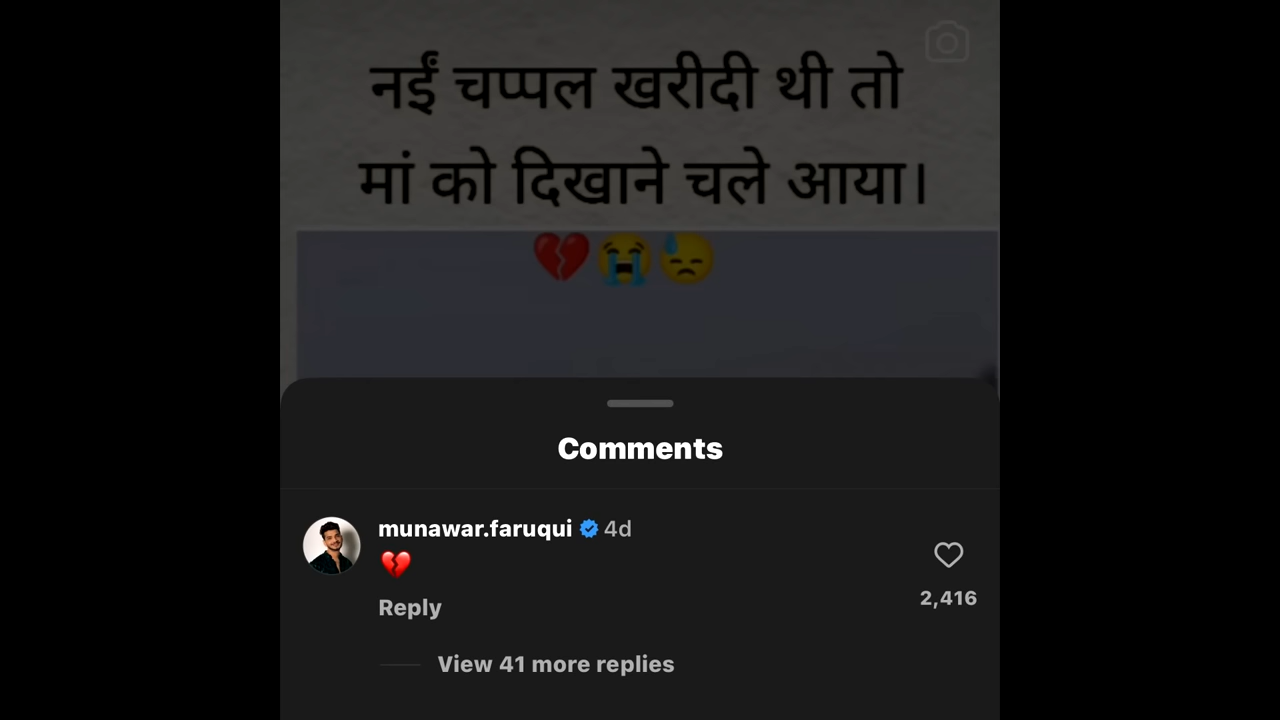 नईं चप्पल खरीदी थी तो
मां को दिखाने चले आया।
💔😭😓
Comments
munawar.faruqui 4d
💔
Reply
2,416
View 41 more replies